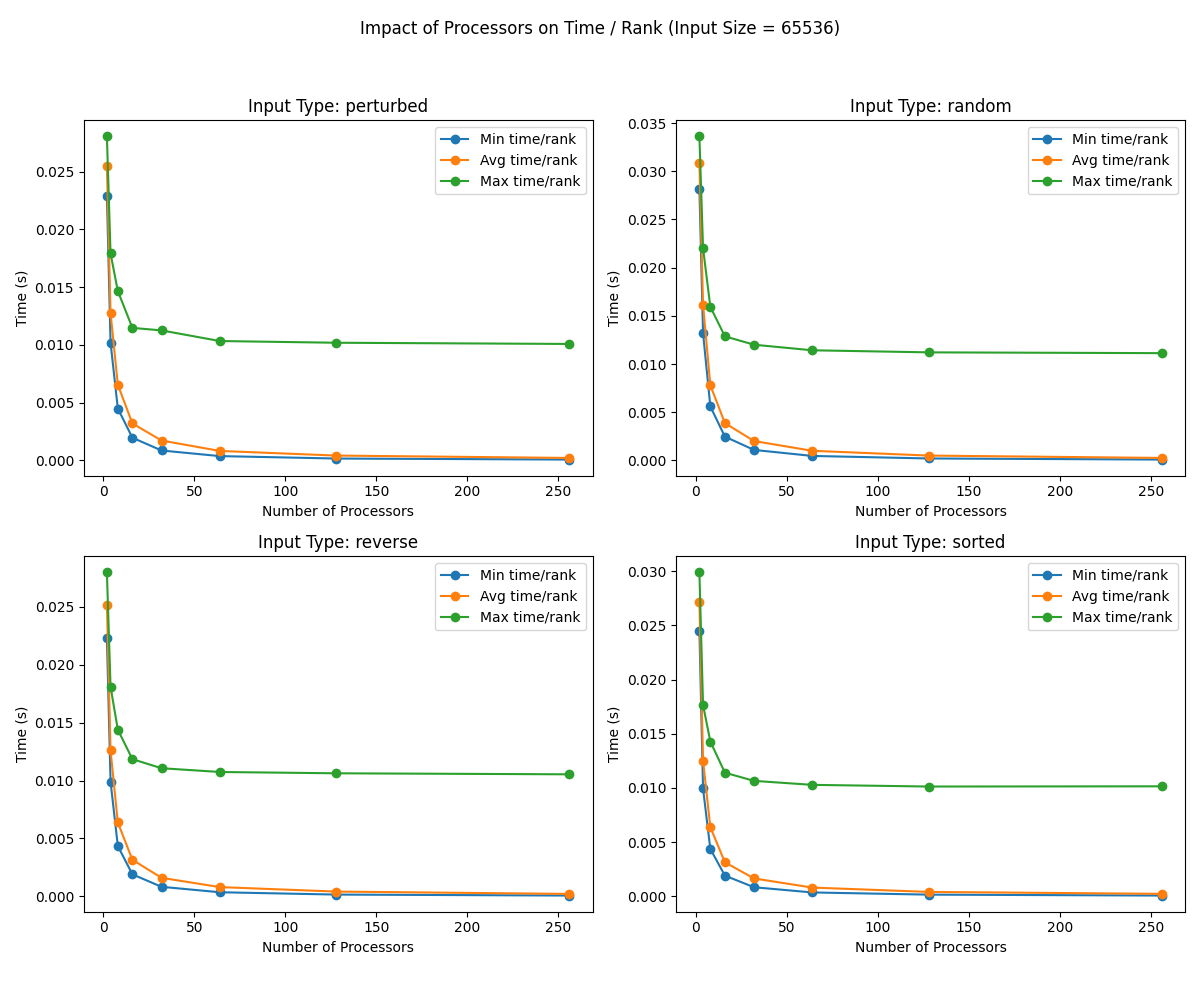 Impact of Processors on Time / Rank (Input Size = 65536)
Input Type: perturbed
Min time/rank
Avg time/rank
Max time/rank
0.025
0.020
0.015
0.010
0.005
0.000
Time (s)
0 50 100 150 200 250
Number of Processors
Input Type: random
Min time/rank
Avg time/rank
Max time/rank
0.035
0.030
0.025
0.020
0.015
0.010
0.005
0.000
Time (s)
0 50 100 150 200 250
Number of Processors
Input Type: reverse
Min time/rank
Avg time/rank
Max time/rank
0.025
0.020
0.015
0.010
0.005
0.000
Time (s)
0 50 100 150 200 250
Number of Processors
Input Type: sorted
Min time/rank
Avg time/rank
Max time/rank
0.030
0.025
0.020
0.015
0.010
0.005
0.000
Time (s)
0 50 100 150 200 250
Number of Processors